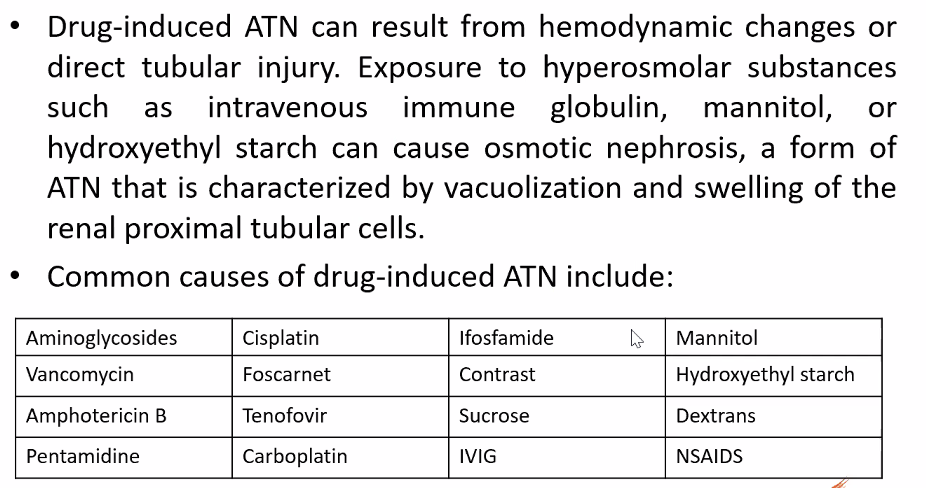 • Drug-induced ATN can result from hemodynamic changes or
direct tubular injury. Exposure to hyperosmolar substances
such as intravenous immune globulin, mannitol, or
hydroxyethyl starch can cause osmotic nephrosis, a form of
ATN that is characterized by vacuolization and swelling of the
renal proximal tubular cells.
• Common causes of drug-induced ATN include:
Aminoglycosides Cisplatin Ifosfamide Mannitol
Vancomycin Foscarnet Contrast Hydroxyethyl starch
Amphotericin B Tenofovir Sucrose Dextrans
Pentamidine Carboplatin IVIG NSAIDS